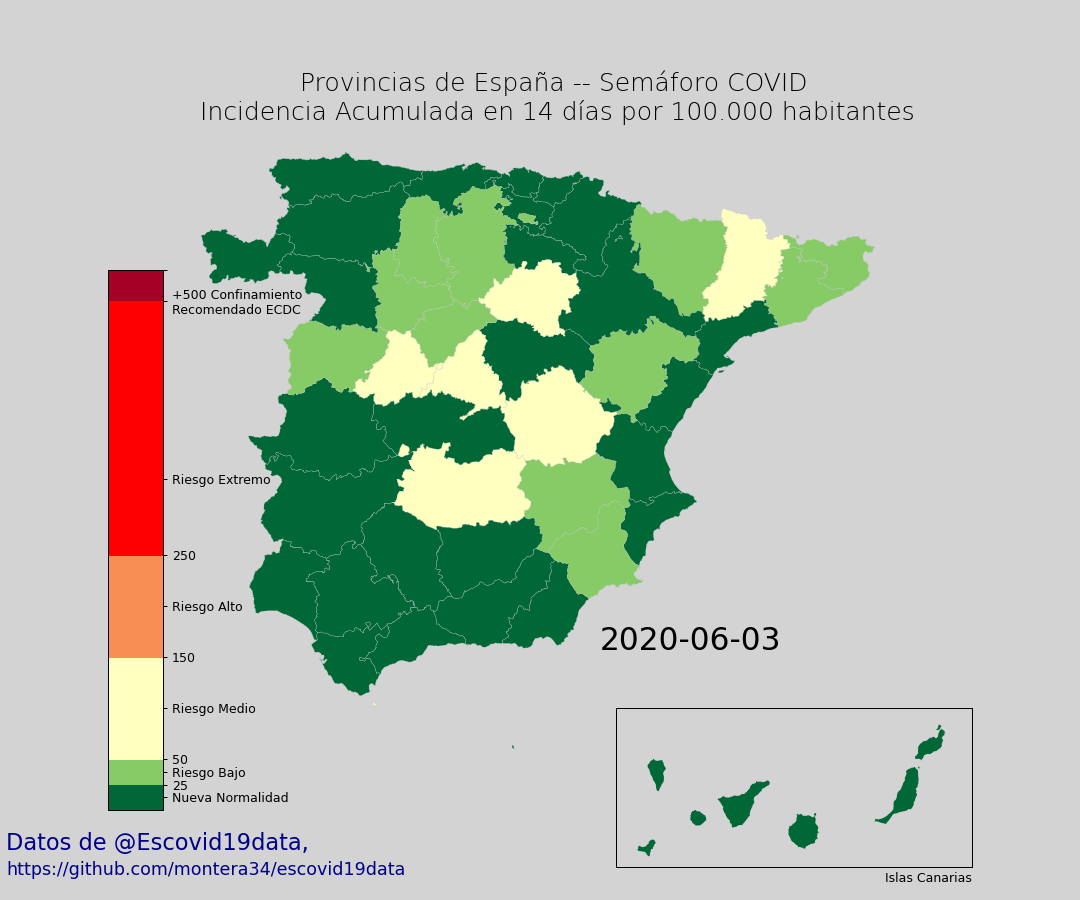 Provincias de España -- Semáforo COVID
Incidencia Acumulada en 14 días por 100.000 habitantes
+500 Confinamiento
Recomendado ECDC
Riesgo Extremo
250
Riesgo Alto
150
Riesgo Medio
50
Riesgo Bajo
25
Nueva Normalidad
2020-06-03
Islas Canarias
Datos de @Escovid19data,
https://github.com/montera34/escovid19data